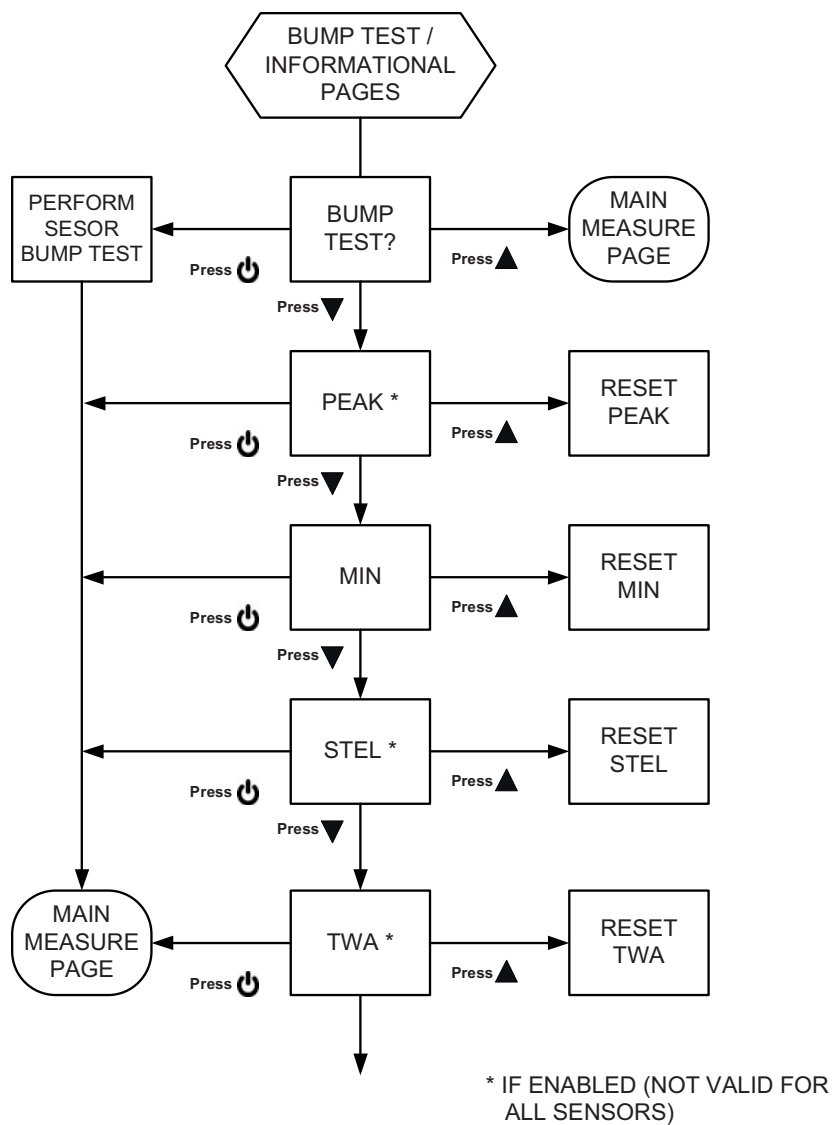 BUMP TEST /
INFORMATIONAL
PAGES
PERFORM
SESOR
BUMP TEST
BUMP
TEST?
MAIN
MEASURE
PAGE
Press
Press
Press
PEAK *
RESET
PEAK
Press
Press
Press
MIN
RESET
MIN
Press
Press
Press
STEL *
RESET
STEL
Press
Press
Press
MAIN
MEASURE
PAGE
TWA *
RESET
TWA
Press
Press
* IF ENABLED (NOT VALID FOR
ALL SENSORS)